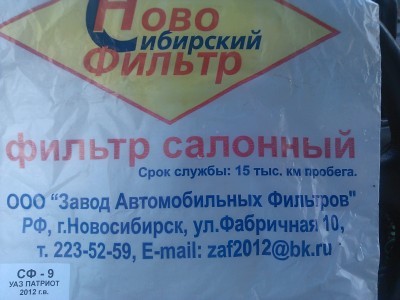 Ново
Сибирский
Фильтр
фильтр салонный
Срок службы: 15 тыс. км пробега.
ООО "Завод Автомобильных Фильтров"
РФ, г.Новосибирск, ул.Фабричная 10,
т. 223-52-59, E-mail: zaf2012@bk.ru
СФ - 9
УАЗ ПАТРИОТ
2012 г.в.